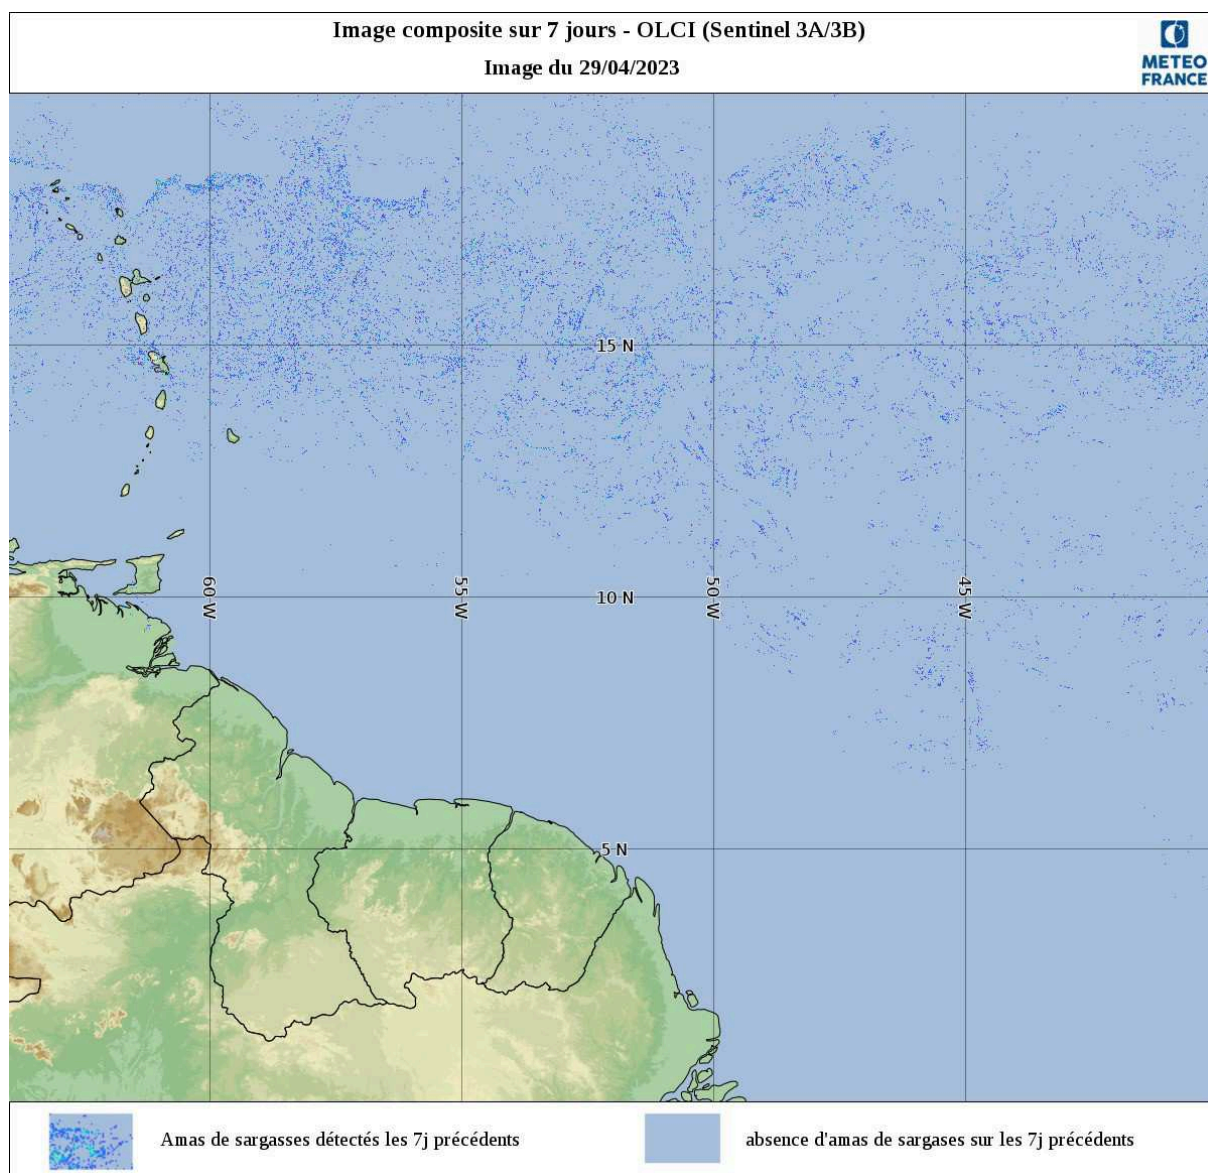 Image composite sur 7 jours - OLCI (Sentinel 3A/3B)
Image du 29/04/2023
METEO
FRANCE
15 N
60 W
55 W
10 N
50 W
45 W
5 N
Amas de sargasses détectés les 7j précédents
absence d'amas de sargases sur les 7j précédents